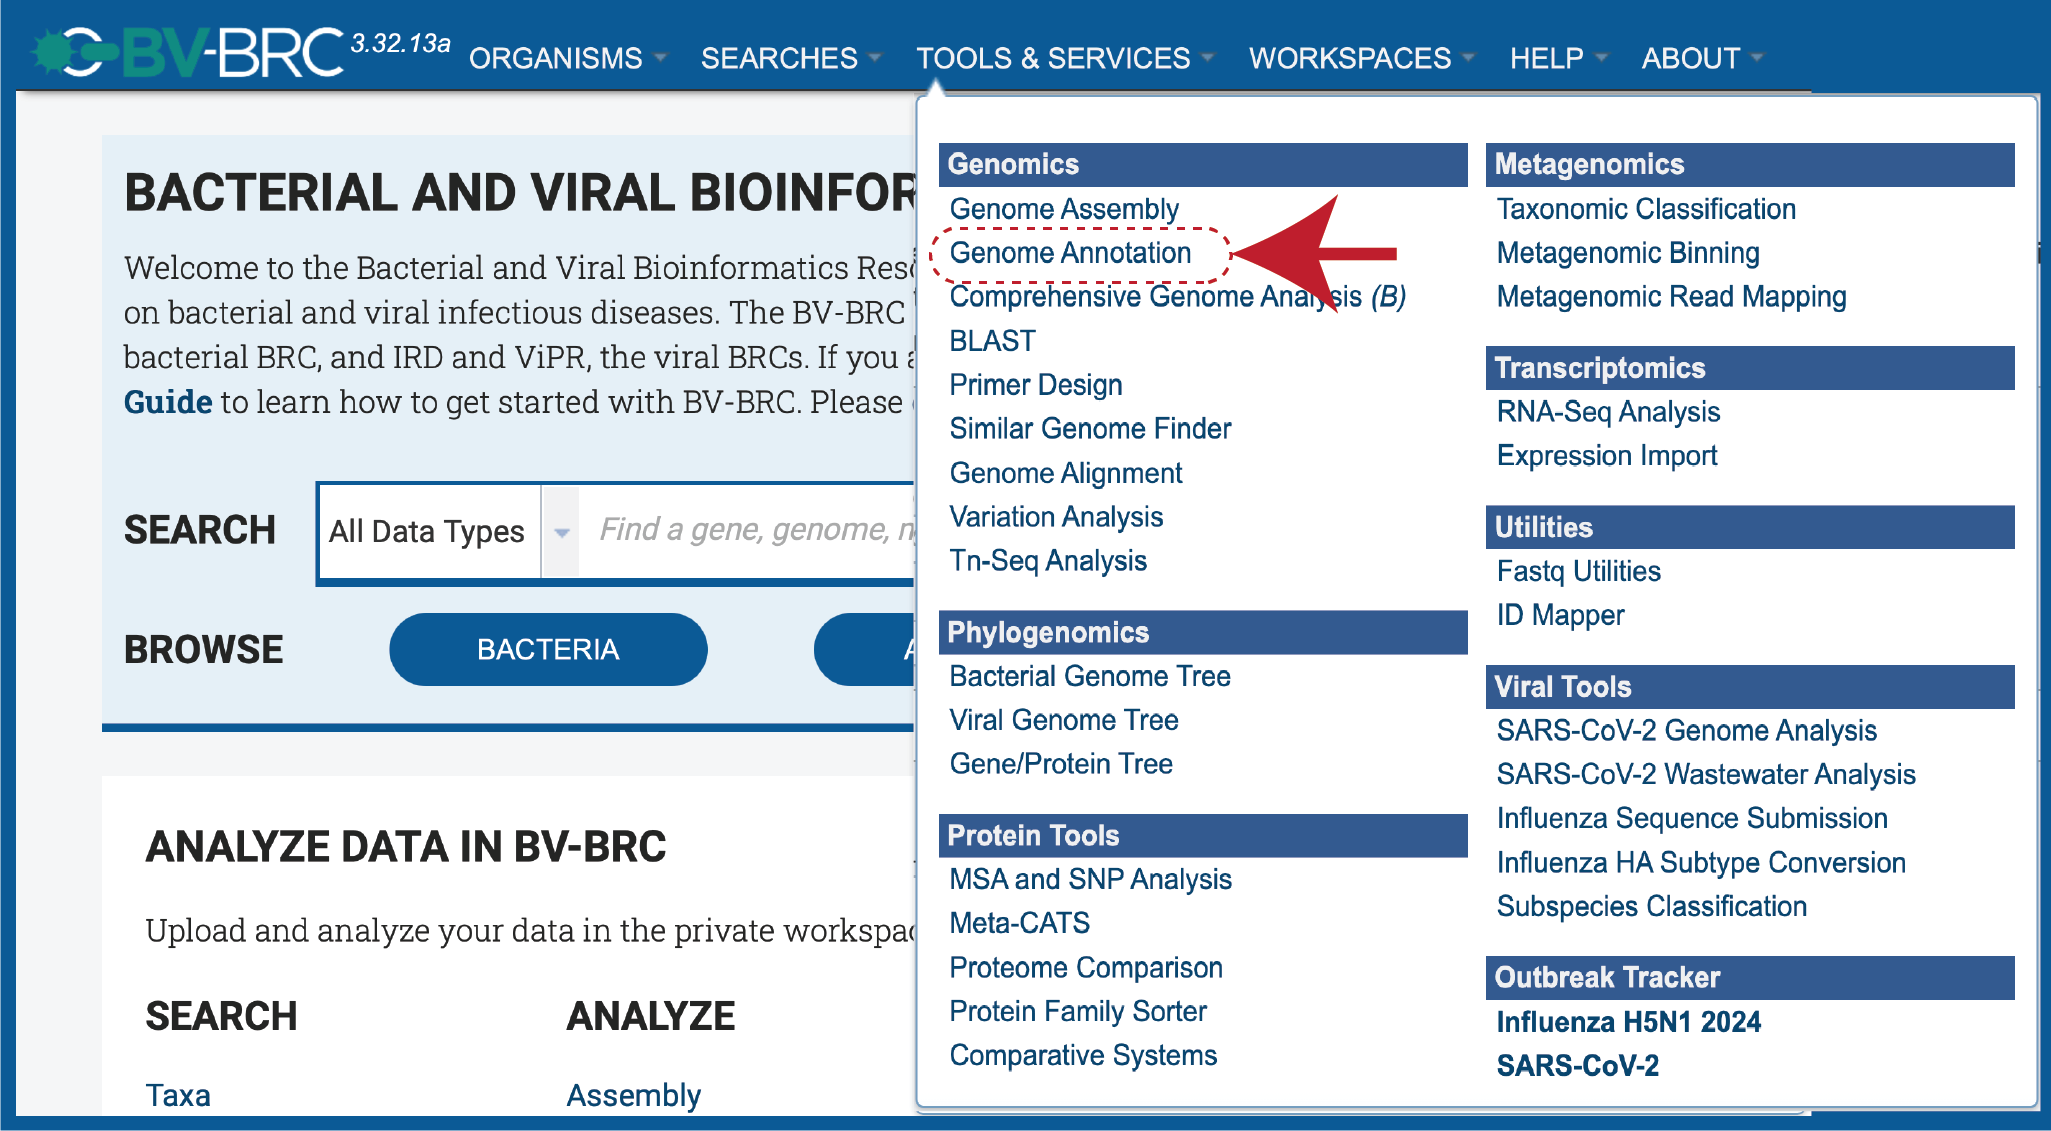 BV-BRC 3.32.13a ORGANISMS SEARCHES TOOLS & SERVICES WORKSPACES HELP ABOUT
BACTERIAL AND VIRAL BIOINFOR
Welcome to the Bacterial and Viral Bioinformatics
on bacterial and viral infectious diseases. The BV-BRC
bacterial BRC, and IRD and ViPR, the viral BRCs. If you
Guide to learn how to get started with BV-BRC. Please
SEARCH
All Data Types
Find a gene, genome,
BROWSE
BACTERIA
ANALYZE DATA IN BV-BRC
Upload and analyze your data in the private workspac
SEARCH
ANALYZE
Taxa
Assembly
Genomics
Genome Assembly
Genome Annotation
Comprehensive Genome Analysis (B)
BLAST
Primer Design
Similar Genome Finder
Genome Alignment
Variation Analysis
Tn-Seq Analysis
Phylogenomics
Bacterial Genome Tree
Viral Genome Tree
Gene/Protein Tree
Protein Tools
MSA and SNP Analysis
Meta-CATS
Proteome Comparison
Protein Family Sorter
Comparative Systems
Metagenomics
Taxonomic Classification
Metagenomic Binning
Metagenomic Read Mapping
Transcriptomics
RNA-Seq Analysis
Expression Import
Utilities
Fastq Utilities
ID Mapper
Viral Tools
SARS-CoV-2 Genome Analysis
SARS-CoV-2 Wastewater Analysis
Influenza Sequence Submission
Influenza HA Subtype Conversion
Subspecies Classification
Outbreak Tracker
Influenza H5N1 2024
SARS-CoV-2